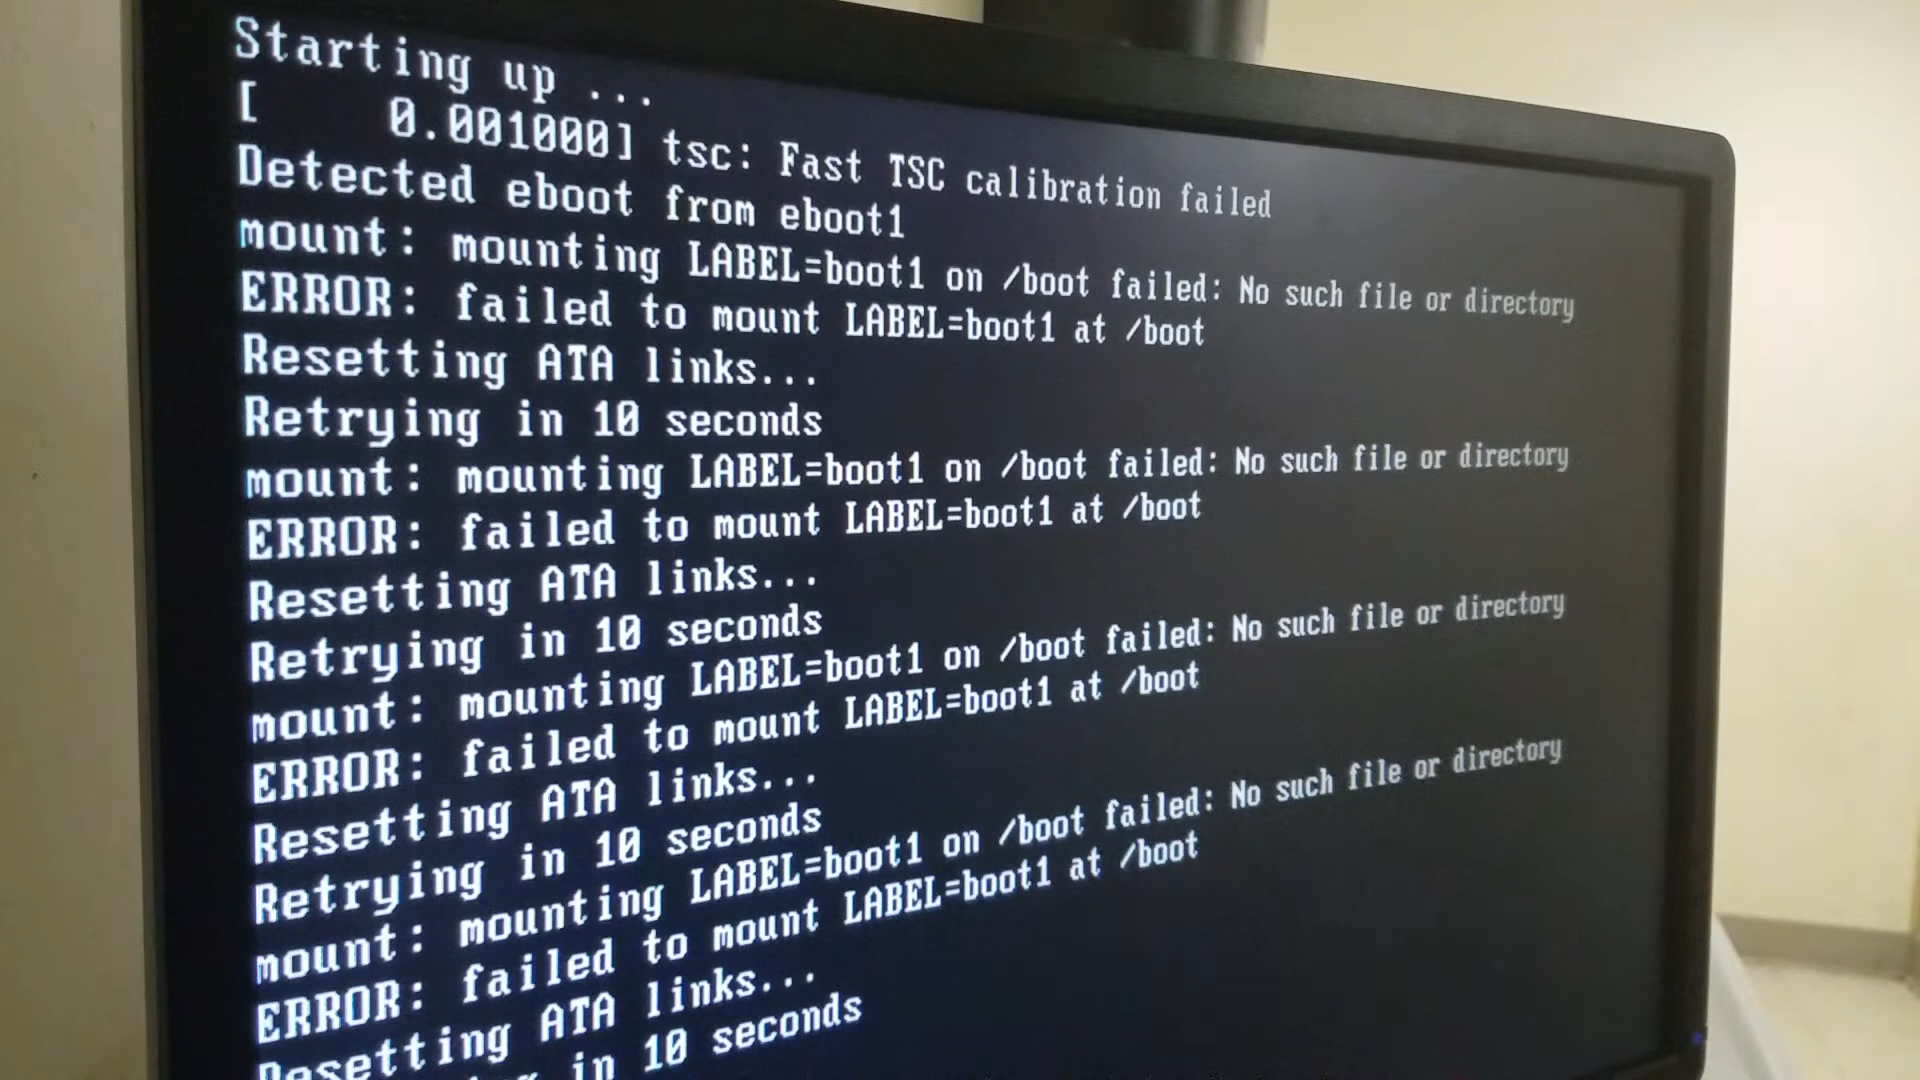 Starting up ...
[    0.001000] tsc: Fast TSC calibration failed
Detected eboot from eboot1
mount: mounting LABEL=boot1 on /boot failed: No such file or directory
ERROR: failed to mount LABEL=boot1 at /boot
Resetting ATA links...
Retrying in 10 seconds
mount: mounting LABEL=boot1 on /boot failed: No such file or directory
ERROR: failed to mount LABEL=boot1 at /boot
Resetting ATA links...
Retrying in 10 seconds
mount: mounting LABEL=boot1 on /boot failed: No such file or directory
ERROR: failed to mount LABEL=boot1 at /boot
Resetting ATA links...
Retrying in 10 seconds
mount: mounting LABEL=boot1 on /boot failed: No such file or directory
ERROR: failed to mount LABEL=boot1 at /boot
Resetting ATA links...
in 10 seconds